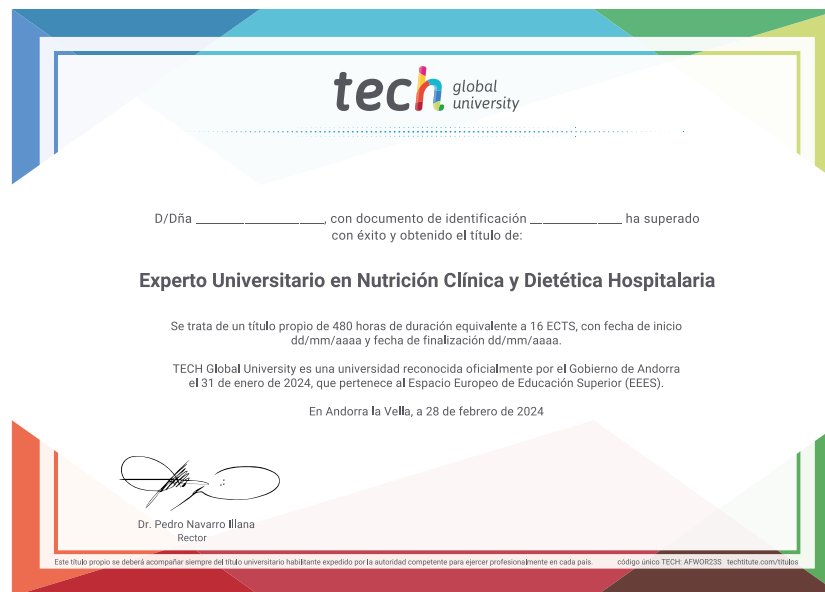 tech global university
D/Dña ____________________, con documento de identificación ______________ ha superado
con éxito y obtenido el título de:
Experto Universitario en Nutrición Clínica y Dietética Hospitalaria
Se trata de un título propio de 480 horas de duración equivalente a 16 ECTS, con fecha de inicio
dd/mm/aaaa y fecha de finalización dd/mm/aaaa.
TECH Global University es una universidad reconocida oficialmente por el Gobierno de Andorra
el 31 de enero de 2024, que pertenece al Espacio Europeo de Educación Superior (EEES).
En Andorra la Vella, a 28 de febrero de 2024
Dr. Pedro Navarro Illana
Rector
Este título propio se deberá acompañar siempre del título universitario habilitante expedido por la autoridad competente para ejercer profesionalmente en cada país. código único TECH: AFWOR23S techtitute.com/titulos